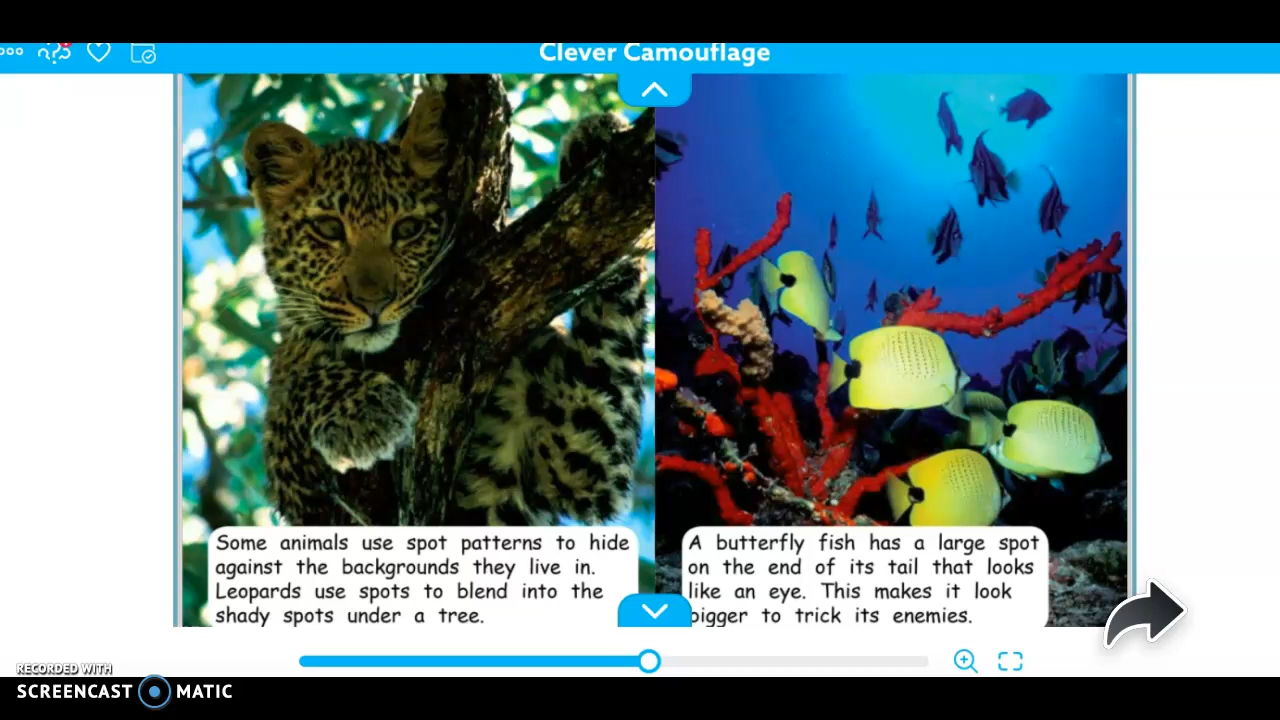 Clever Camouflage
Some animals use spot patterns to hide
against the backgrounds they live in.
Leopards use spots to blend into the
shady spots under a tree.
A butterfly fish has a large spot
on the end of its tail that looks
like an eye. This makes it look
bigger to trick its enemies.
RECORDED WITH
SCREENCAST MATIC